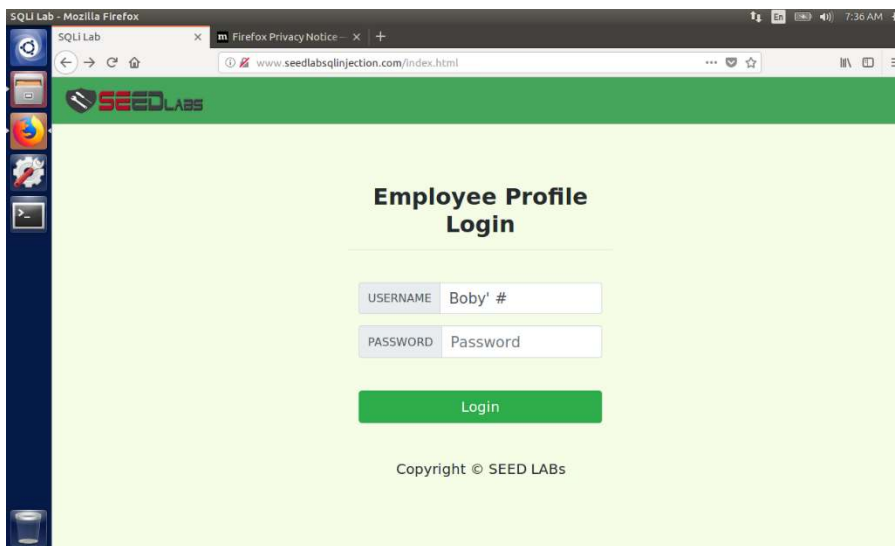 SQLi Lab - Mozilla Firefox
En
7:36 AM
SQLi Lab
m Firefox Privacy Notice —
www.seedlabsqlinjection.com/index.html
SEEDLABS
Employee Profile
Login
USERNAME Boby' #
PASSWORD Password
Login
Copyright © SEED LABs